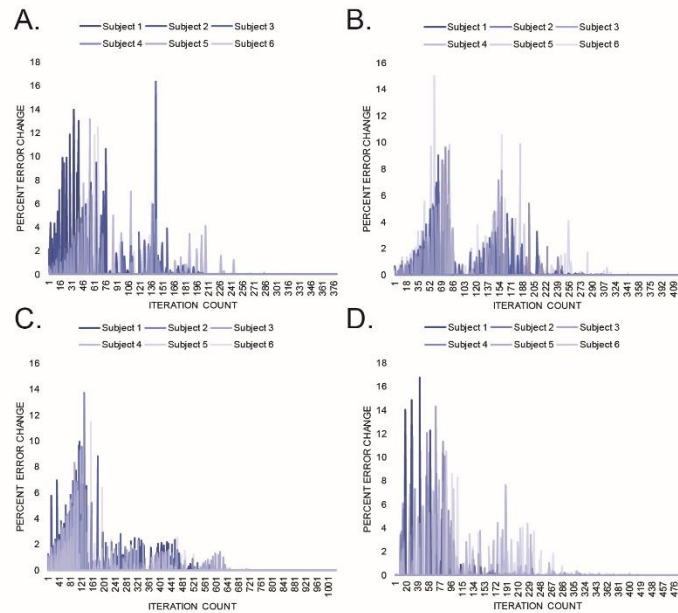 A.
Subject 1 Subject 2 Subject 3
Subject 4 Subject 5 Subject 6
PERCENT ERROR CHANGE
18
16
14
12
10
8
6
4
2
0
1 16 31 46 61 76 91 106 121 136 151 166 181 196 211 226 241 256 271 286 301 316 331 346 361 376
ITERATION COUNT
B.
Subject 1 Subject 2 Subject 3
Subject 4 Subject 5 Subject 6
PERCENT ERROR CHANGE
16
14
12
10
8
6
4
2
0
1 18 35 52 69 86 103 120 137 154 171 188 205 222 239 256 273 290 307 324 341 358 375 392 409
ITERATION COUNT
C.
Subject 1 Subject 2 Subject 3
Subject 4 Subject 5 Subject 6
PERCENT ERROR CHANGE
16
14
12
10
8
6
4
2
0
1 41 81 121 161 201 241 281 321 361 401 441 481 521 561 601 641 681 721 761 801 841 881 921 961 1001
ITERATION COUNT
D.
Subject 1 Subject 2 Subject 3
Subject 4 Subject 5 Subject 6
PERCENT ERROR CHANGE
18
16
14
12
10
8
6
4
2
0
1 20 39 58 77 96 115 134 153 172 191 210 229 248 267 286 305 324 343 362 381 400 419 438 457 476
ITERATION COUNT